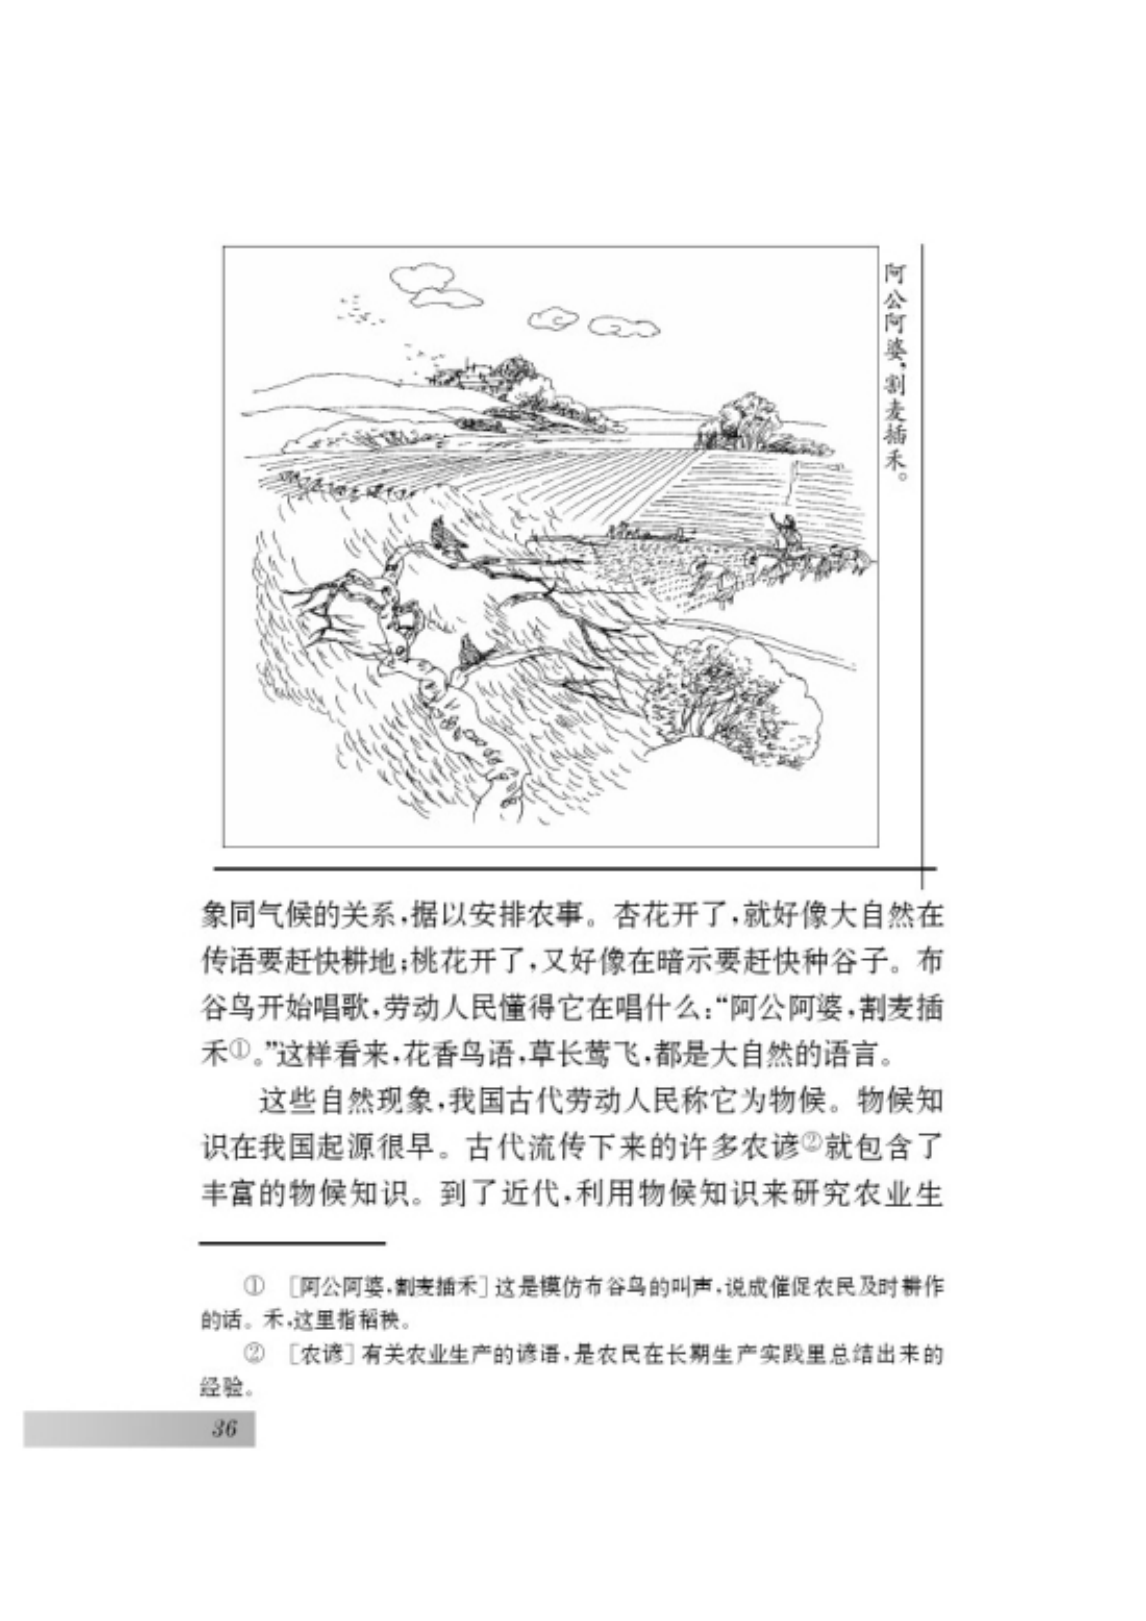 阿公阿婆,割麦插禾。
象同气候的关系,据以安排农事。杏花开了,就好像大自然在
传语要赶快耕地;桃花开了,又好像在暗示要赶快种谷子。布
谷鸟开始唱歌,劳动人民懂得它在唱什么:“阿公阿婆,割麦插
禾①。”这样看来,花香鸟语,草长莺飞,都是大自然的语言。
这些自然现象,我国古代劳动人民称它为物候。物候知
识在我国起源很早。古代流传下来的许多农谚②就包含了
丰富的物候知识。到了近代,利用物候知识来研究农业生
① [阿公阿婆,割麦插禾]这是模仿布谷鸟的叫声,说成催促农民及时耕作
的话。禾,这里指稻秧。
② [农谚]有关农业生产的谚语,是农民在长期生产实践里总结出来的
经验。
36